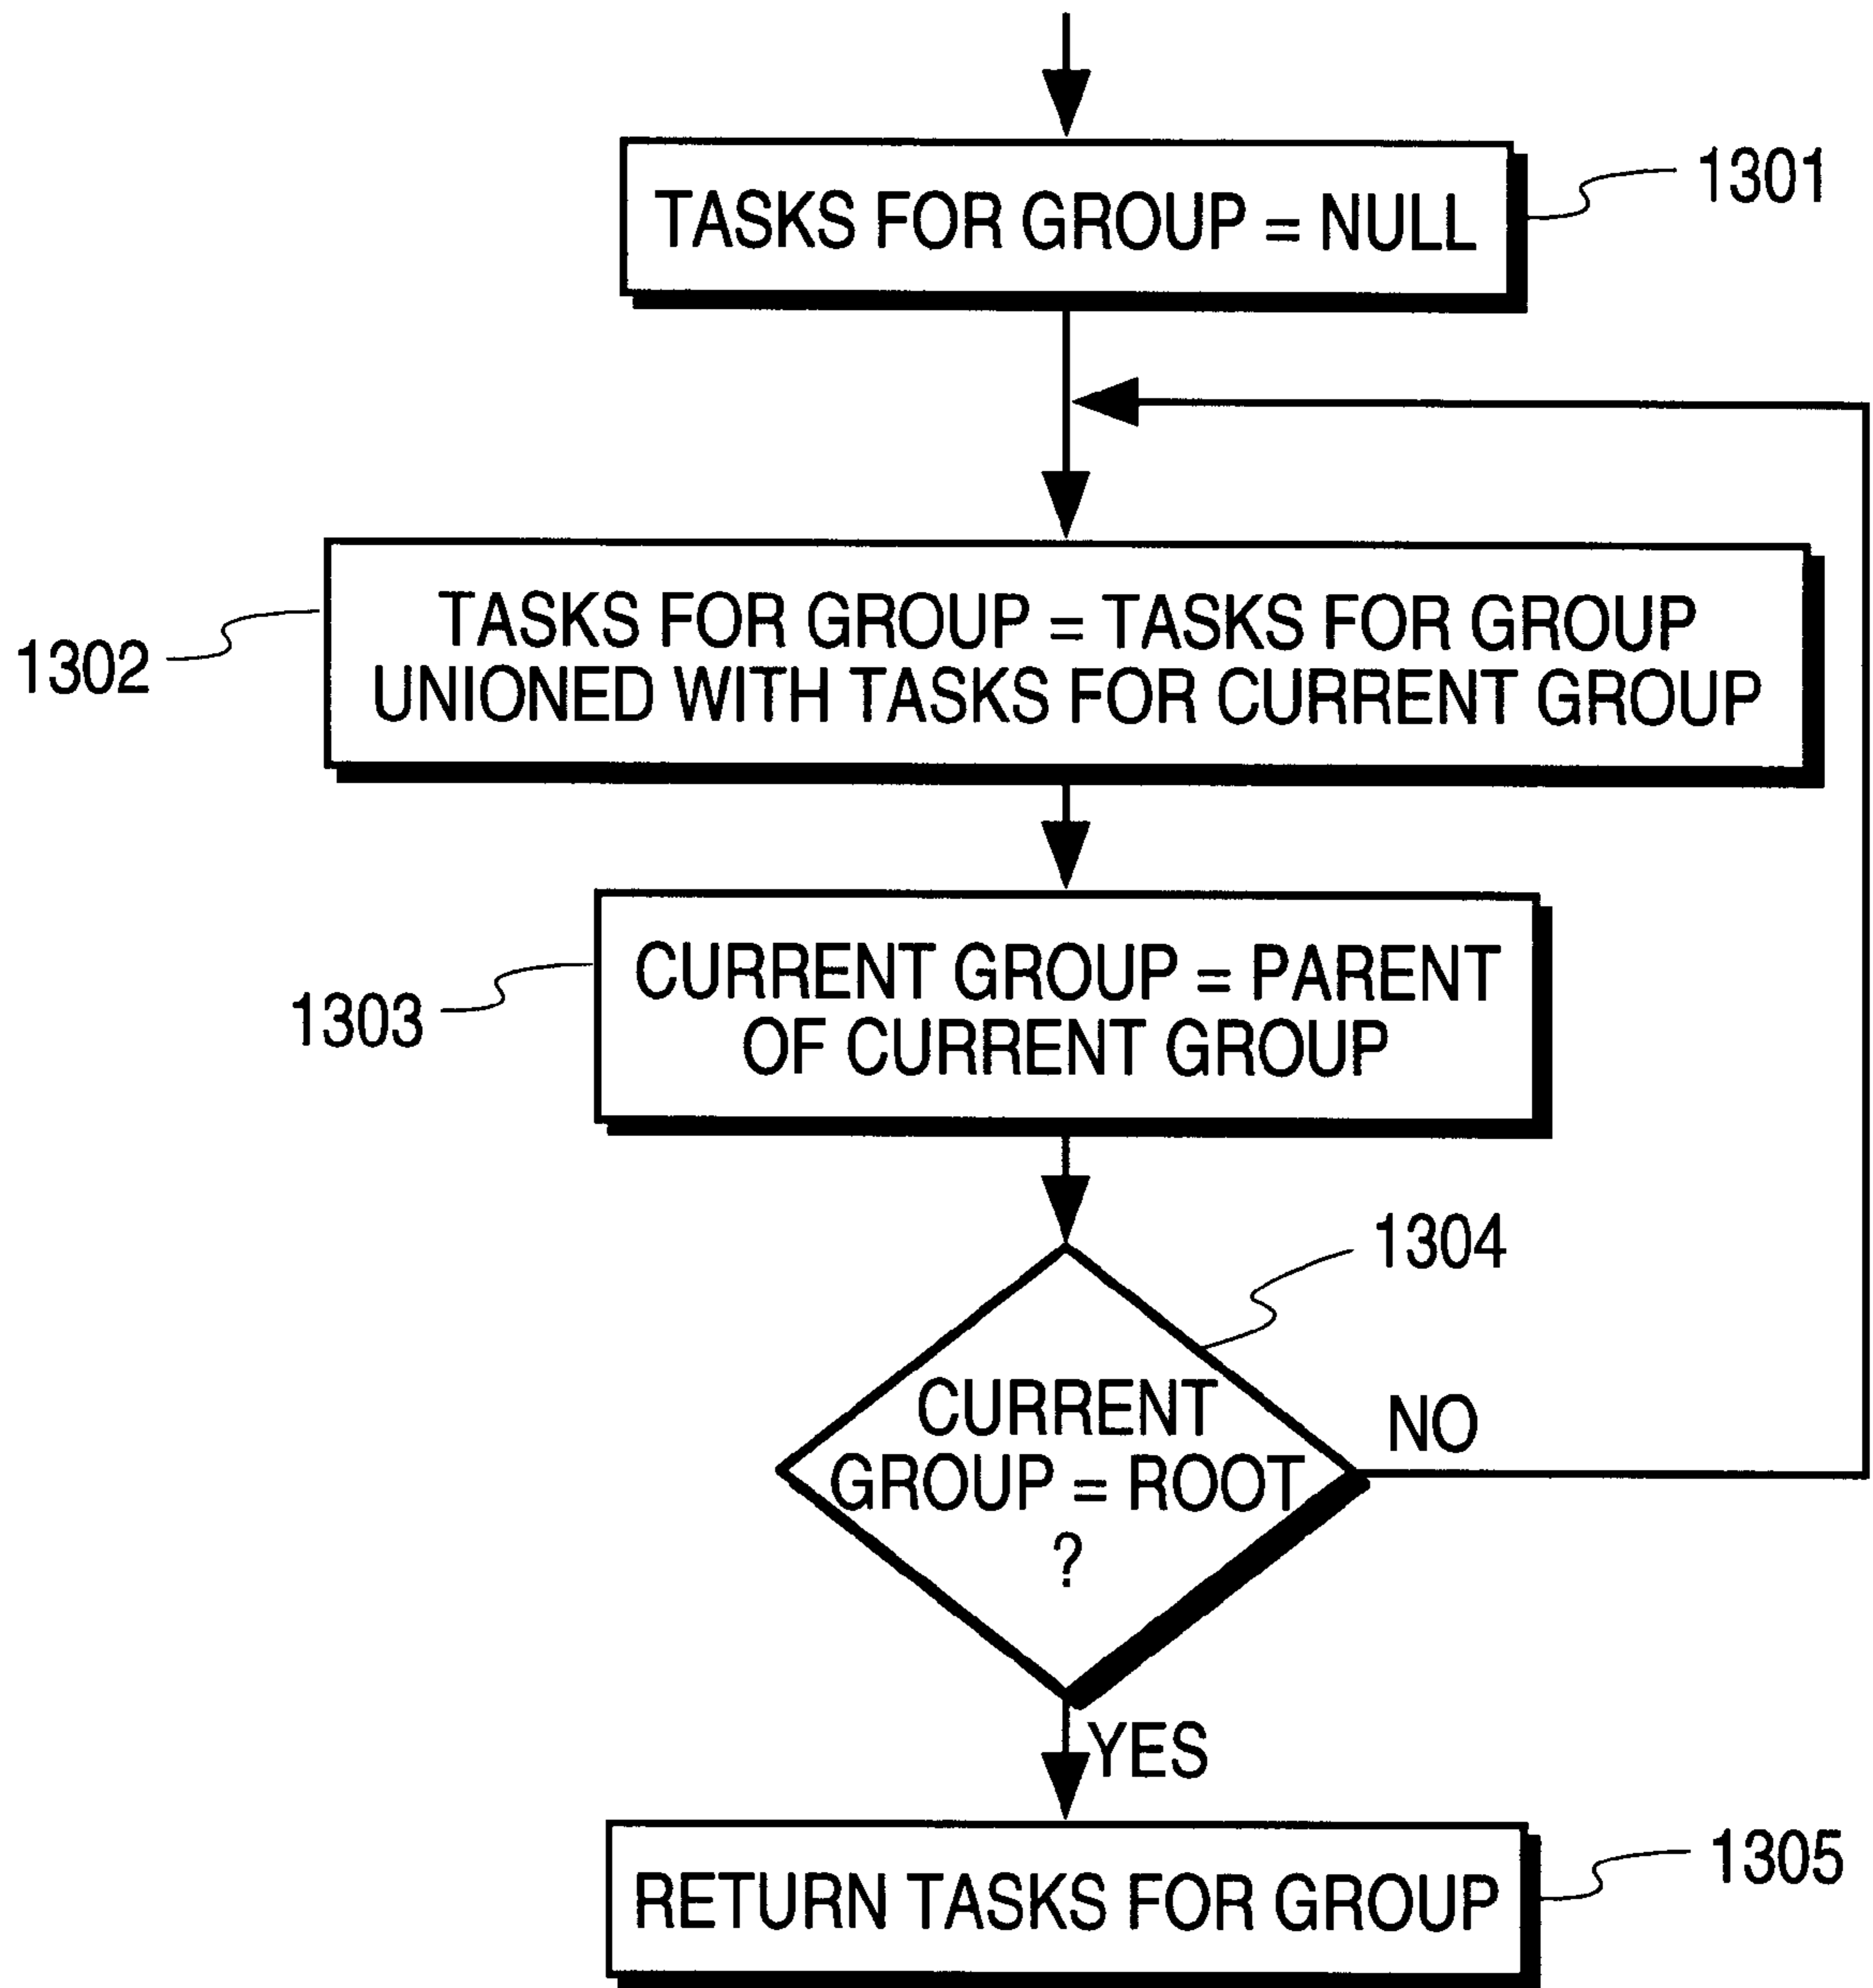 TASKS FOR GROUP = NULL
1301
TASKS FOR GROUP = TASKS FOR GROUP
UNIONED WITH TASKS FOR CURRENT GROUP
1302
CURRENT GROUP = PARENT
OF CURRENT GROUP
1303
1304
CURRENT
GROUP = ROOT
?
NO
YES
RETURN TASKS FOR GROUP
1305